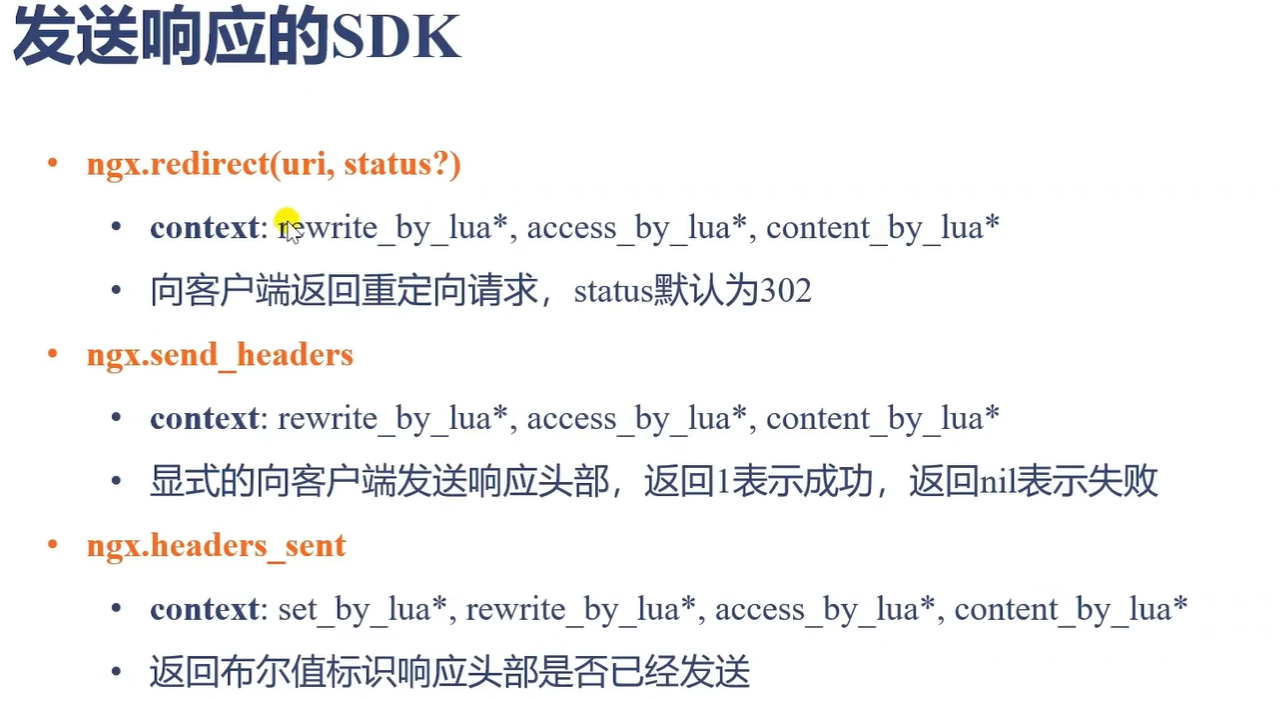 发送响应的SDK
• ngx.redirect(uri, status?)
• context: rewrite_by_lua*, access_by_lua*, content_by_lua*
• 向客户端返回重定向请求，status默认为302
• ngx.send_headers
• context: rewrite_by_lua*, access_by_lua*, content_by_lua*
• 显式的向客户端发送响应头部，返回1表示成功，返回nil表示失败
• ngx.headers_sent
• context: set_by_lua*, rewrite_by_lua*, access_by_lua*, content_by_lua*
• 返回布尔值标识响应头部是否已经发送